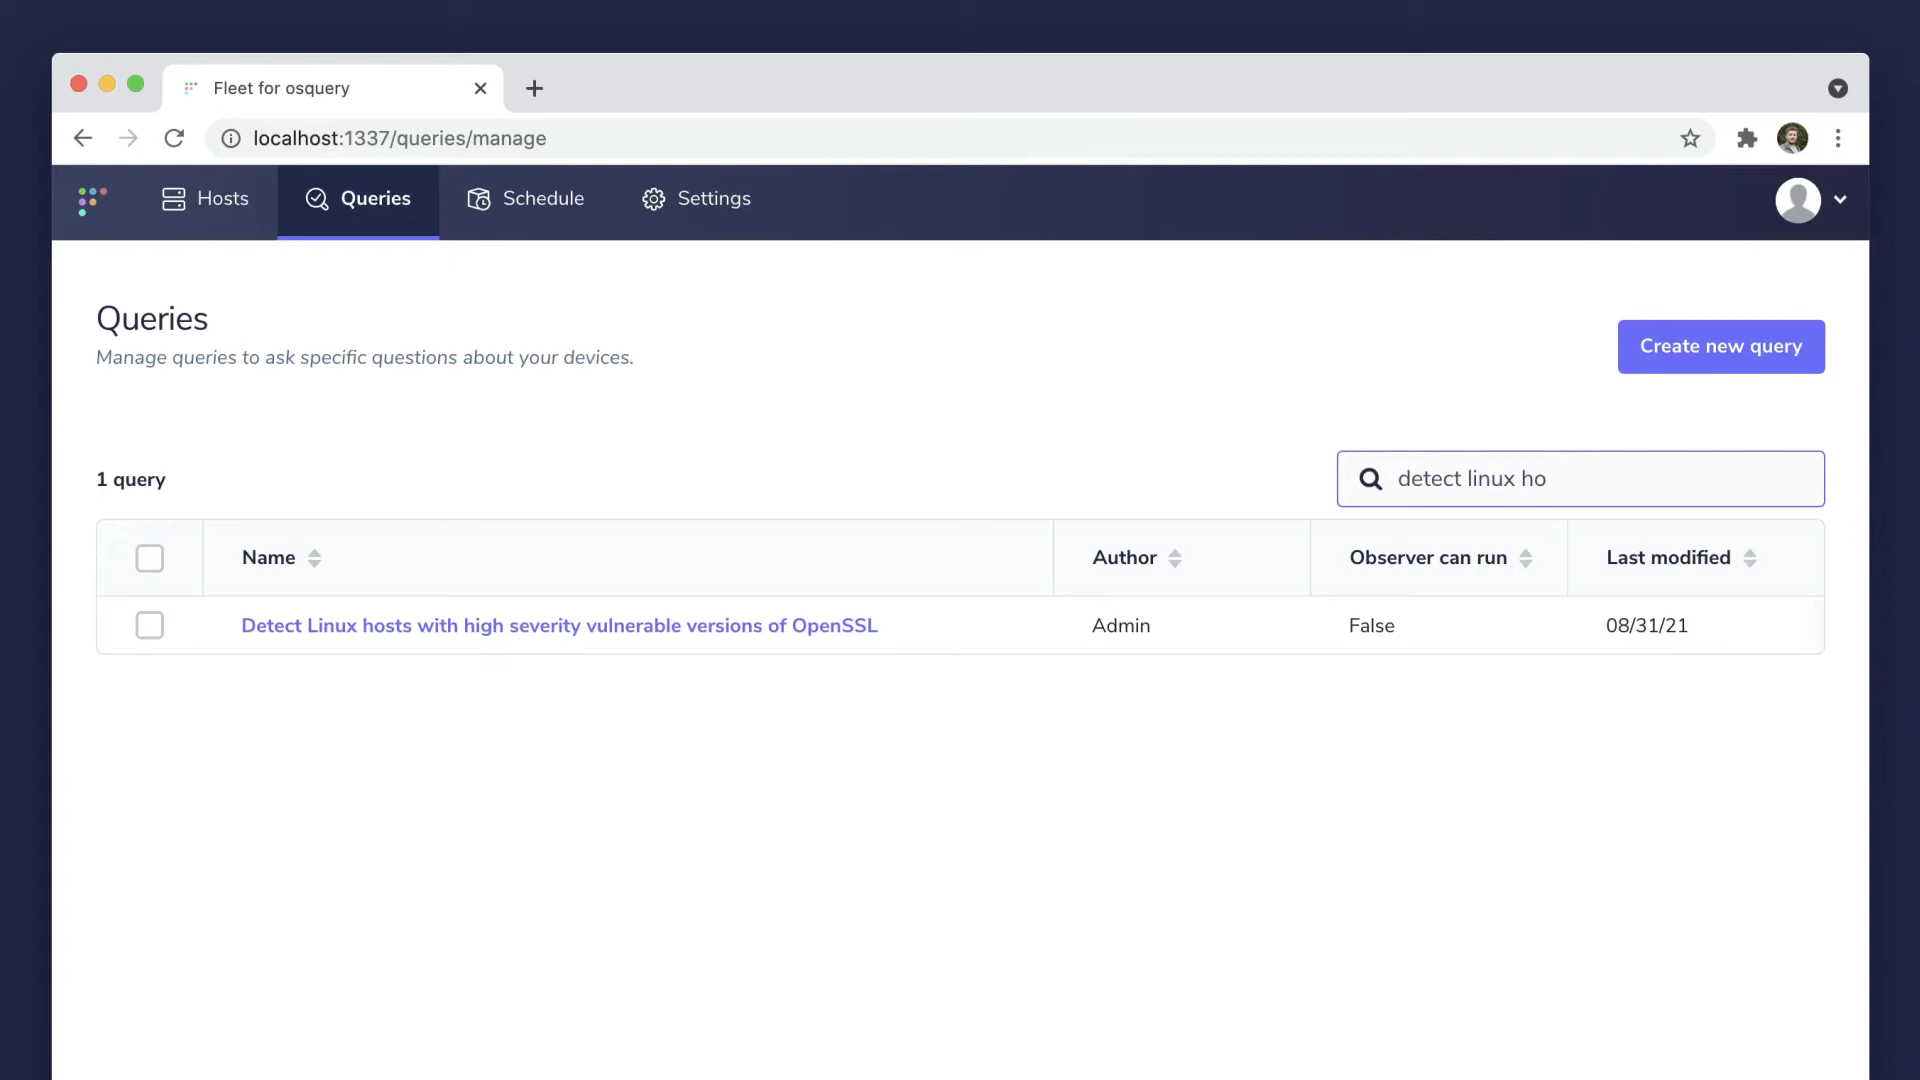 Fleet for osquery
localhost:1337/queries/manage
Hosts Queries Schedule Settings
Queries
Manage queries to ask specific questions about your devices.
Create new query
1 query
detect linux ho
Name Author Observer can run Last modified
Detect Linux hosts with high severity vulnerable versions of OpenSSL Admin False 08/31/21